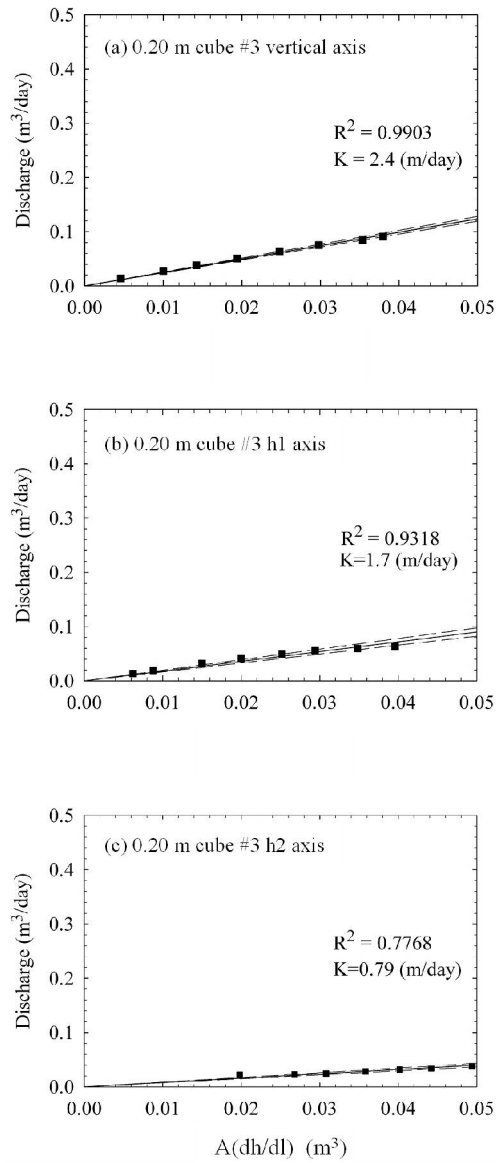 0.5
(a) 0.20 m cube #3 vertical axis
0.4
0.3
R² = 0.9903
K = 2.4 (m/day)
0.2
0.1
0.0
Discharge (m³/day)
0.00 0.01 0.02 0.03 0.04 0.05
0.5
(b) 0.20 m cube #3 h1 axis
0.4
0.3
R² = 0.9318
K=1.7 (m/day)
0.2
0.1
0.0
Discharge (m³/day)
0.00 0.01 0.02 0.03 0.04 0.05
0.5
(c) 0.20 m cube #3 h2 axis
0.4
0.3
R² = 0.7768
K=0.79 (m/day)
0.2
0.1
0.0
Discharge (m³/day)
0.00 0.01 0.02 0.03 0.04 0.05
A(dh/dl) (m³)